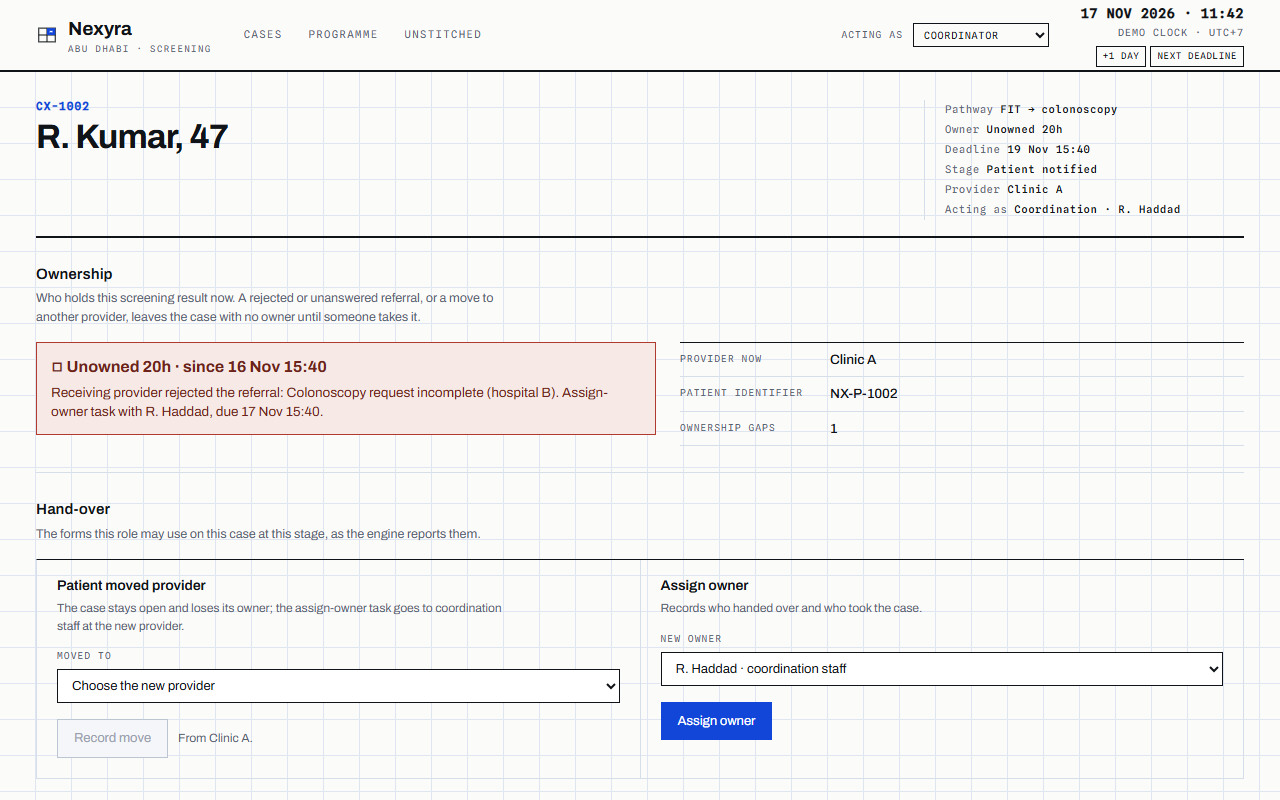 Nexyra
ABU DHABI · SCREENING
CASES
PROGRAMME
UNSTITCHED
ACTING AS
COORDINATOR
17 NOV 2026 · 11:42
DEMO CLOCK · UTC+7
+1 DAY
NEXT DEADLINE
CX-1002
R. Kumar, 47
Pathway FIT → colonoscopy
Owner Unowned 20h
Deadline 19 Nov 15:40
Stage Patient notified
Provider Clinic A
Acting as Coordination · R. Haddad
Ownership
Who holds this screening result now. A rejected or unanswered referral, or a move to
another provider, leaves the case with no owner until someone takes it.
Unowned 20h · since 16 Nov 15:40
Receiving provider rejected the referral: Colonoscopy request incomplete (hospital B). Assign-
owner task with R. Haddad, due 17 Nov 15:40.
PROVIDER NOW
Clinic A
PATIENT IDENTIFIER
NX-P-1002
OWNERSHIP GAPS
1
Hand-over
The forms this role may use on this case at this stage, as the engine reports them.
Patient moved provider
The case stays open and loses its owner; the assign-owner task goes to coordination
staff at the new provider.
MOVED TO
Choose the new provider
Record move
From Clinic A.
Assign owner
Records who handed over and who took the case.
NEW OWNER
R. Haddad · coordination staff
Assign owner